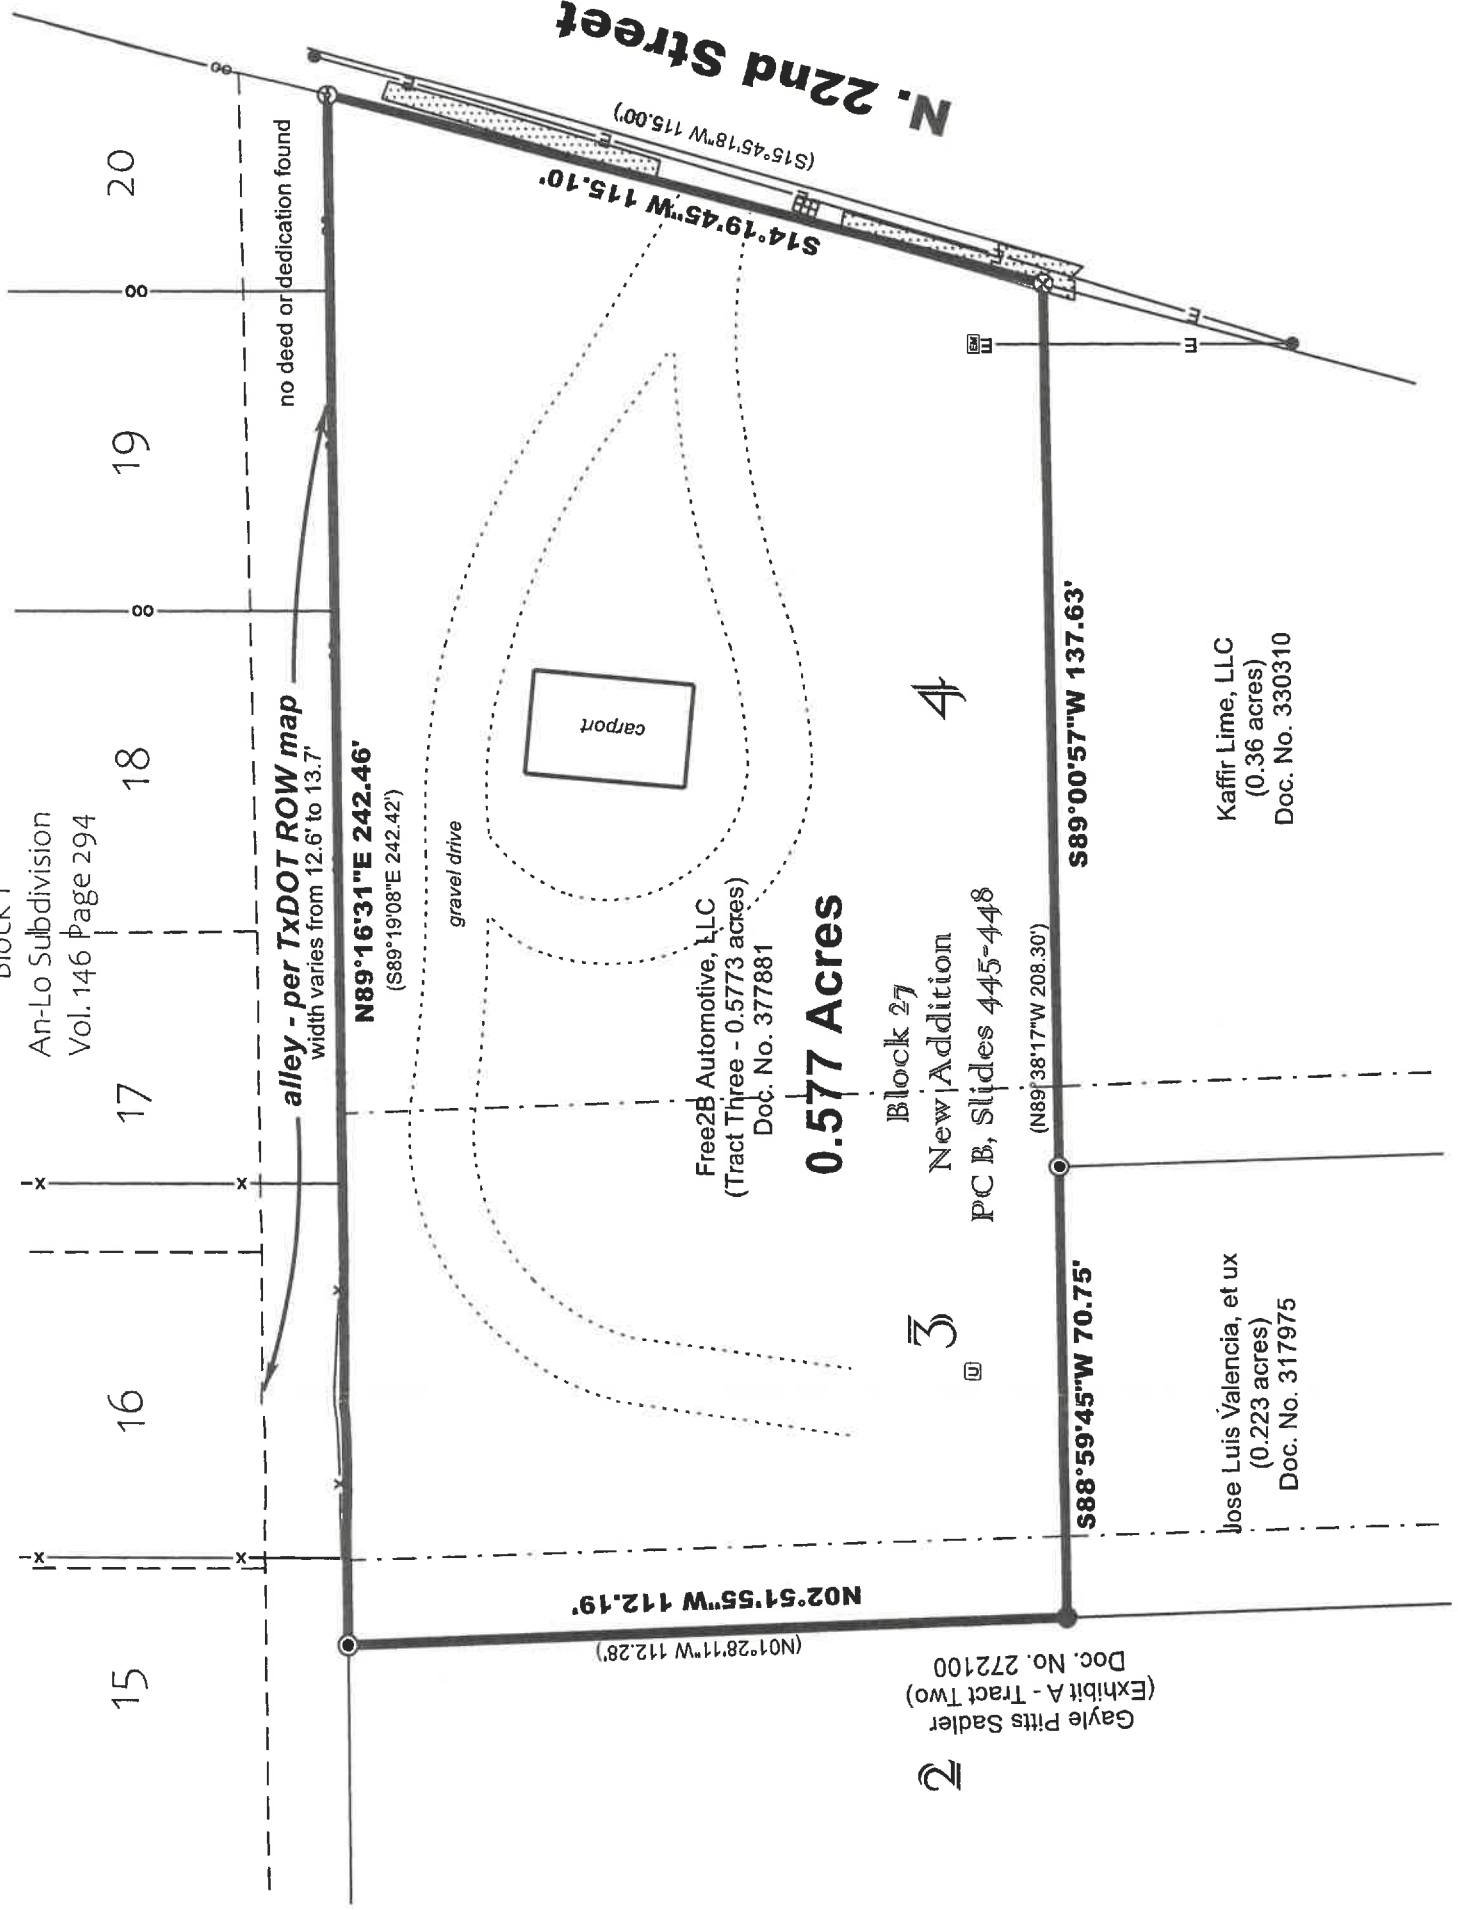 Block 1
An-Lo Subdivision
Vol. 146 Page 294
15
16
17
18
19
20
alley - per TxDOT ROW map
width varies from 12.6' to 13.7'
no deed or dedication found
N89°16'31"E 242.46'
(S89°19'08"E 242.42')
gravel drive
carport
N. 22nd Street
(S15°45'18"W 115.00')
S14°19'45"W 115.10'
Free2B Automotive, LLC
(Tract Three - 0.5773 acres)
Doc. No. 377881
0.577 Acres
Block 27
New Addition
PC B, Slides 445-448
2
3
4
U
EM
E
E
E
E
E
E
E
(N89°38'17"W 208.30')
S88°59'45"W 70.75'
S89°00'57"W 137.63'
N02°51'55"W 112.19'
(N01°28'11"W 112.28')
Gayle Pitts Sadler
(Exhibit A - Tract Two)
Doc. No. 272100
Jose Luis Valencia, et ux
(0.223 acres)
Doc. No. 317975
Kaffir Lime, LLC
(0.36 acres)
Doc. No. 330310